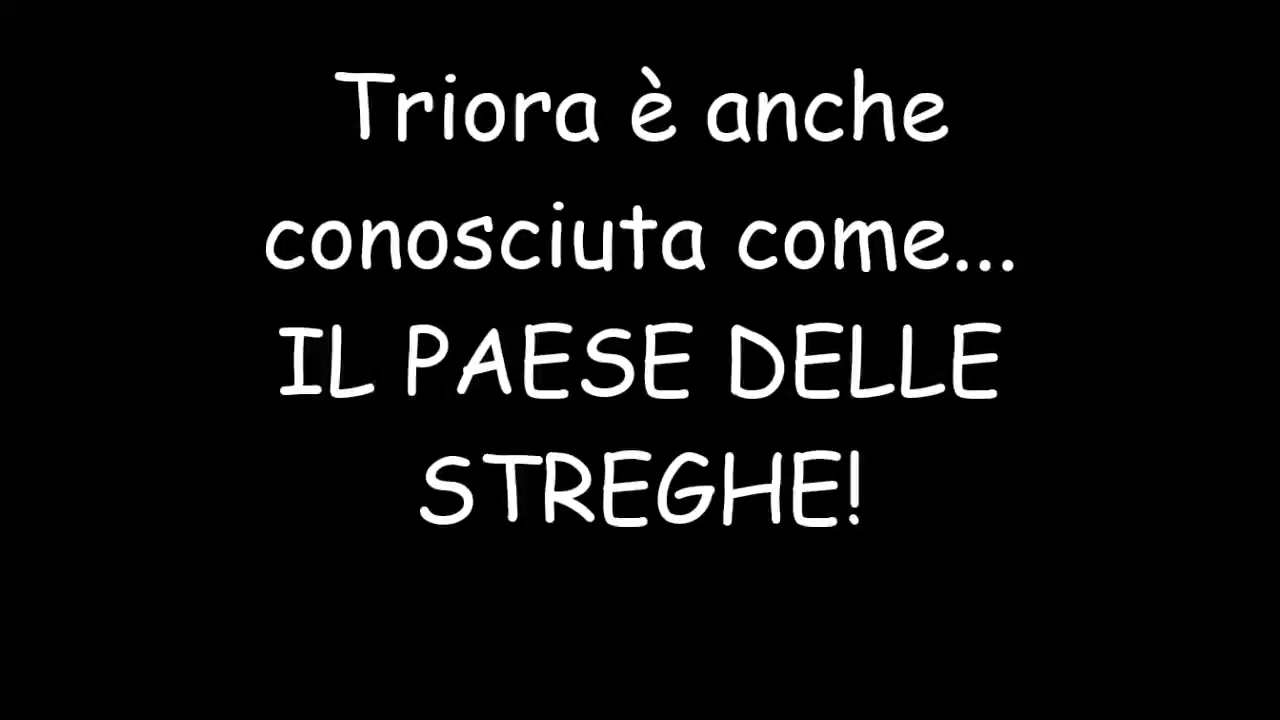 Triora è anche
conosciuta come...
IL PAESE DELLE
STREGHE!